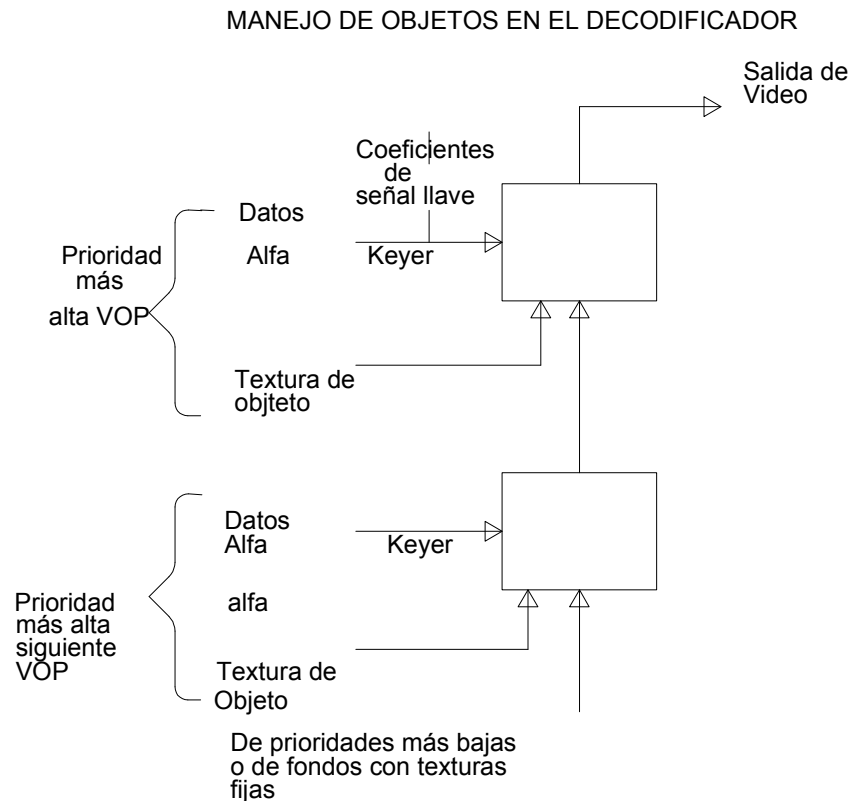 MANEJO DE OBJETOS EN EL DECODIFICADOR
Salida de
Video
Coeficientes
de
señal llave
Datos
Alfa
Keyer
Prioridad
más
alta VOP
Textura de
objteto
Datos
Alfa
Keyer
alfa
Prioridad
más alta
siguiente
VOP
Textura de
Objeto
De prioridades más bajas
o de fondos con texturas
fijas